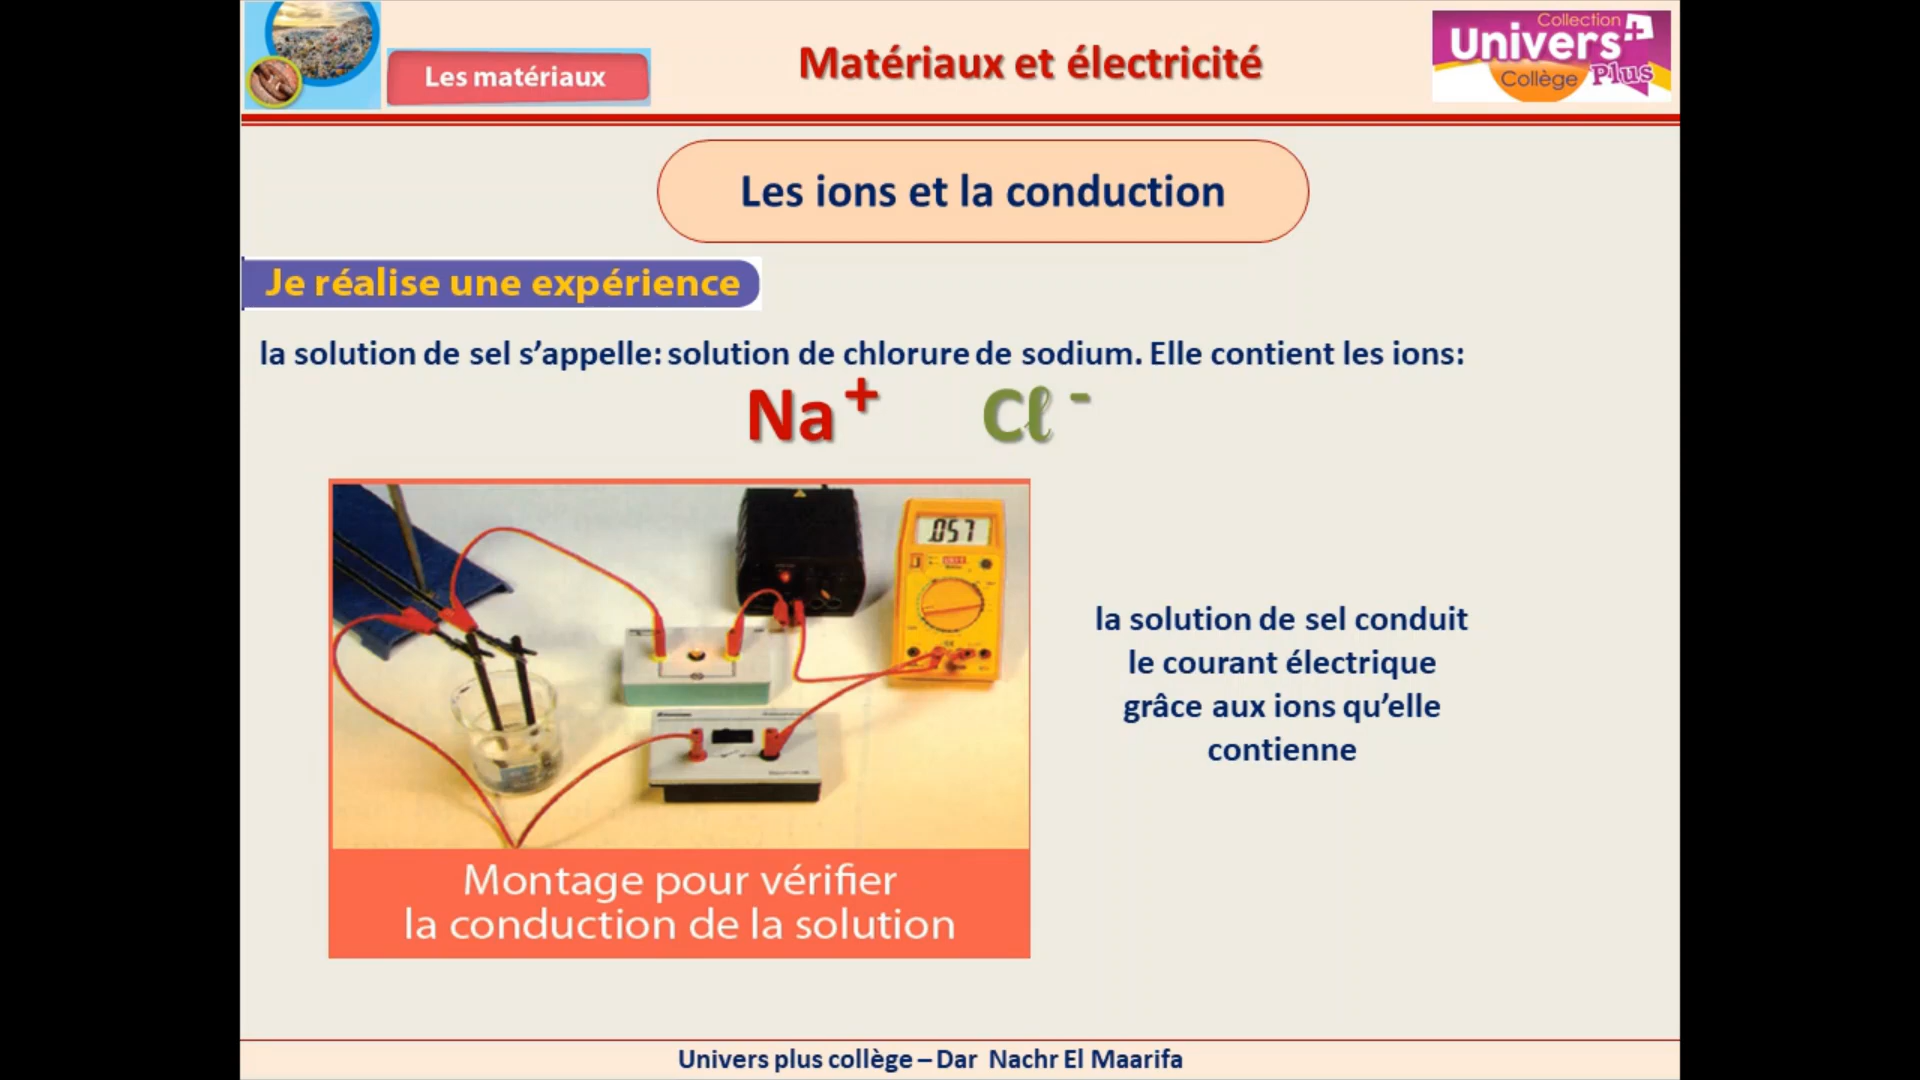 Les matériaux
Matériaux et électricité
Collection
Univers+
Collège Plus
Les ions et la conduction
Je réalise une expérience
la solution de sel s’appelle: solution de chlorure de sodium. Elle contient les ions:
Na⁺ Cℓ⁻
.057
la solution de sel conduit
le courant électrique
grâce aux ions qu’elle
contienne
Montage pour vérifier
la conduction de la solution
Univers plus collège – Dar Nachr El Maarifa